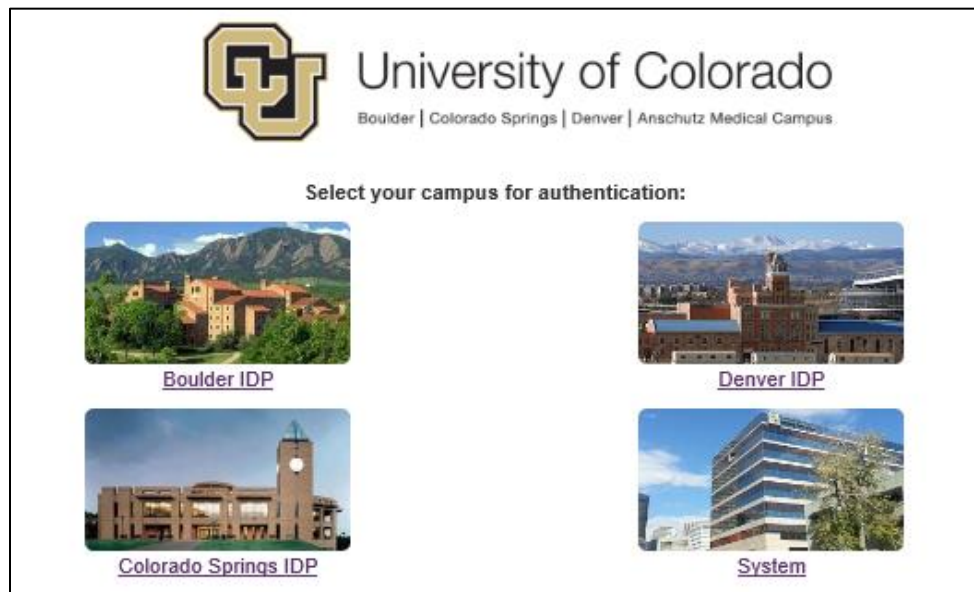 CU
University of Colorado
Boulder | Colorado Springs | Denver | Anschutz Medical Campus
Select your campus for authentication:
Boulder IDP
Denver IDP
Colorado Springs IDP
System